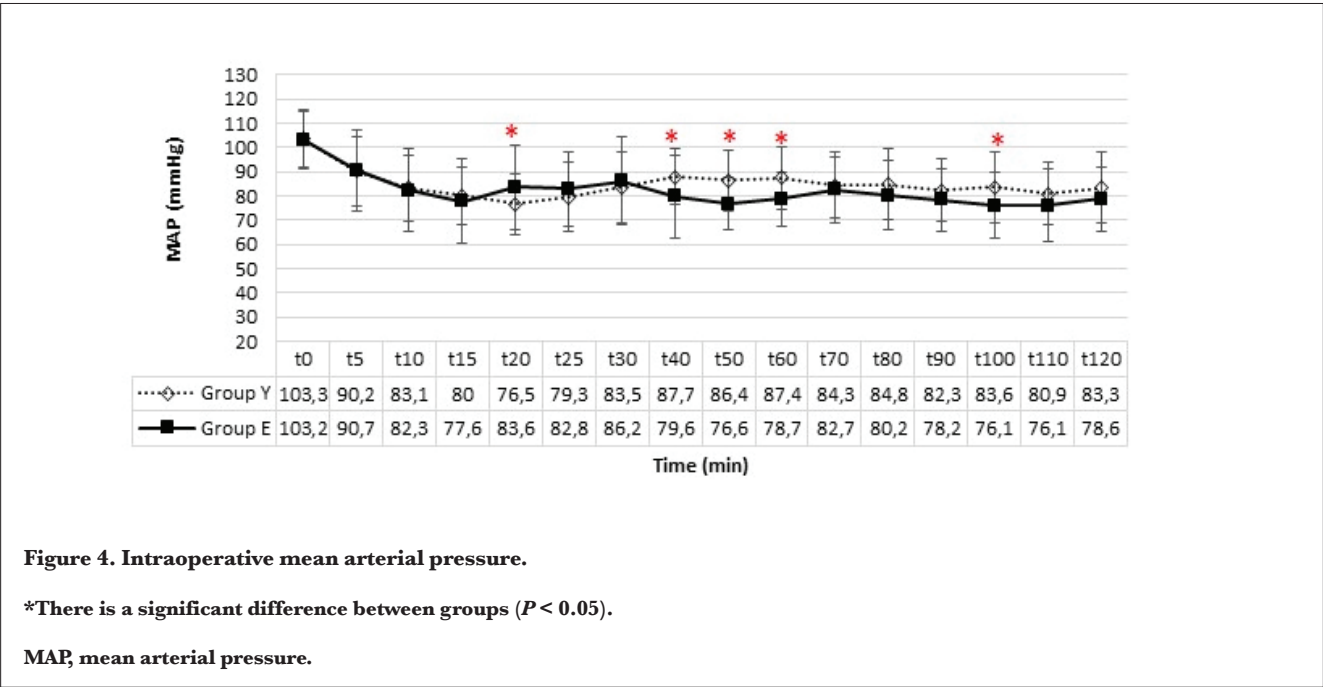 130
120
110
100
90
80
70
60
50
40
30
20
MAP (mmHg)
* * * * *
t0 t5 t10 t15 t20 t25 t30 t40 t50 t60 t70 t80 t90 t100 t110 t120
Group Y 103,3 90,2 83,1 80 76,5 79,3 83,5 87,7 86,4 87,4 84,3 84,8 82,3 83,6 80,9 83,3
Group E 103,2 90,7 82,3 77,6 83,6 82,8 86,2 79,6 76,6 78,7 82,7 80,2 78,2 76,1 76,1 78,6
Time (min)
Figure 4. Intraoperative mean arterial pressure.
*There is a significant difference between groups (P < 0.05).
MAP, mean arterial pressure.